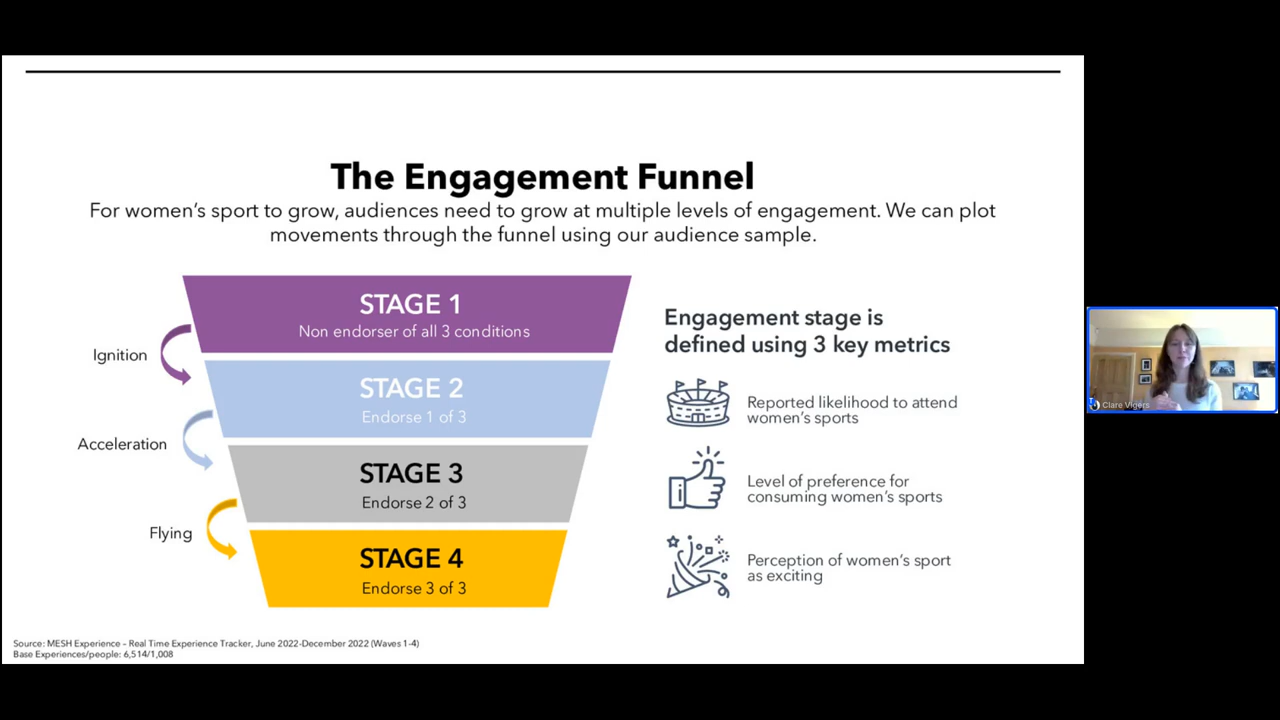 The Engagement Funnel
For women's sport to grow, audiences need to grow at multiple levels of engagement. We can plot
movements through the funnel using our audience sample.
STAGE 1
Non endorser of all 3 conditions
Ignition
STAGE 2
Endorse 1 of 3
Acceleration
STAGE 3
Endorse 2 of 3
Flying
STAGE 4
Endorse 3 of 3
Engagement stage is
defined using 3 key metrics
Reported likelihood to attend
women's sports
Level of preference for
consuming women's sports
Perception of women's sport
as exciting
Source: MESH Experience – Real Time Experience Tracker, June 2022-December 2022 (Waves 1-4)
Base Experiences/people: 6,514/1,008
Clare Vigers